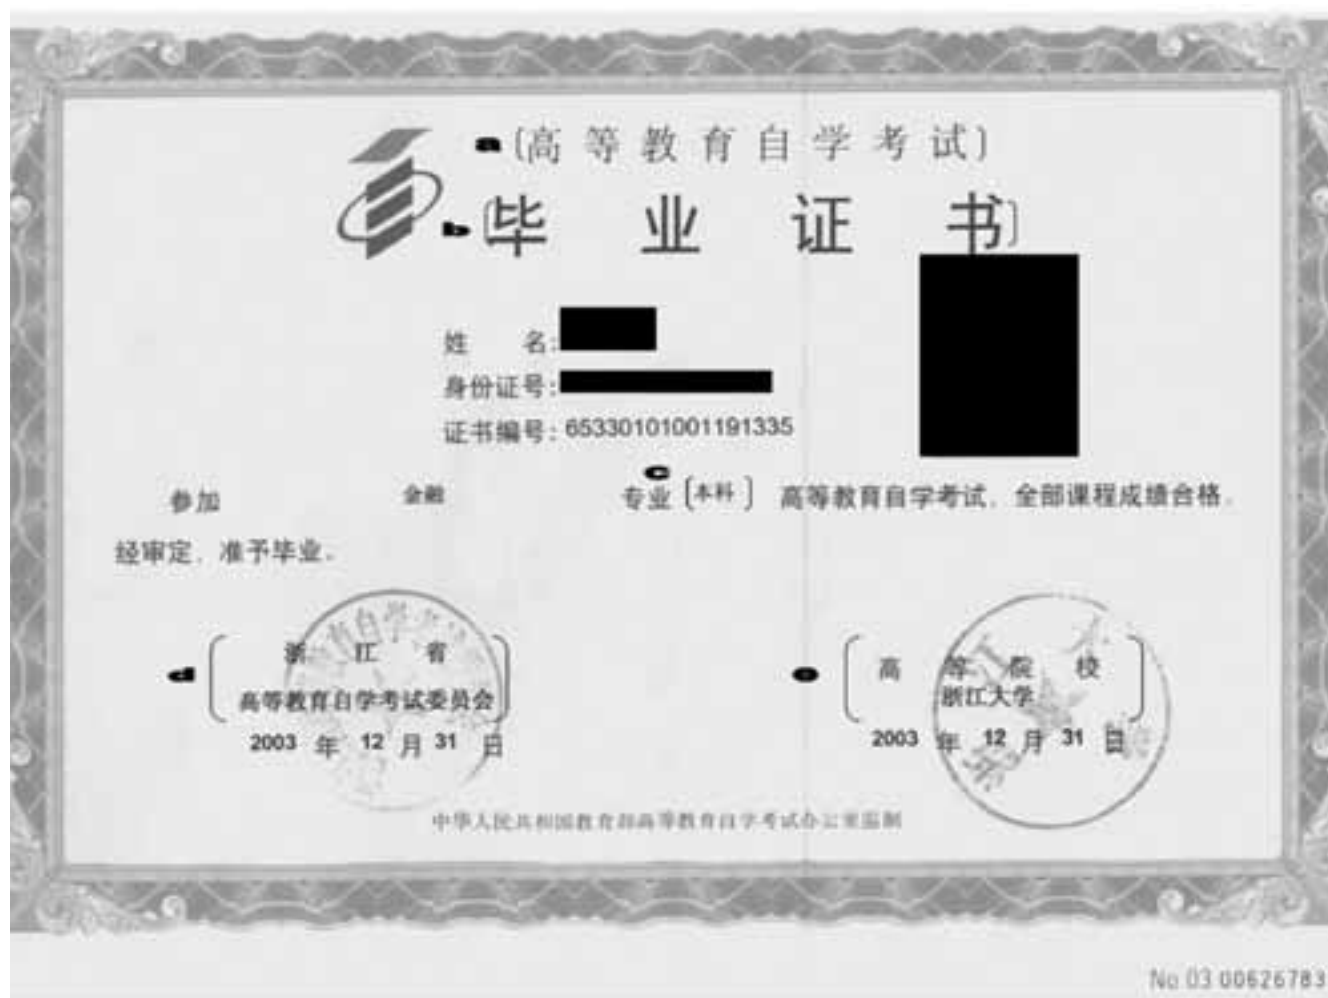 a〔高等教育自学考试〕
b〔毕业证书〕
姓 名:
身份证号:
证书编号: 65330101001191335
c
参加 金融 专业〔本科〕高等教育自学考试，全部课程成绩合格，
经审定，准予毕业。
d〔浙江省
高等教育自学考试委员会〕
2003 年 12 月 31 日
e〔高等院校
浙江大学〕
2003 年 12 月 31 日
中华人民共和国教育部高等教育自学考试办公室监制
No 03 00626783